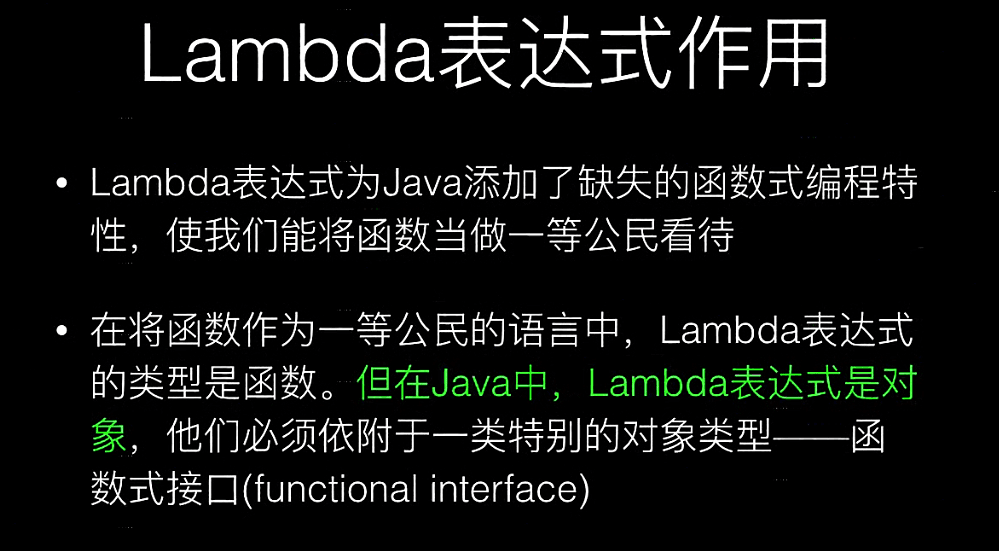 Lambda表达式作用
• Lambda表达式为Java添加了缺失的函数式编程特
性，使我们能将函数当做一等公民看待
• 在将函数作为一等公民的语言中，Lambda表达式
的类型是函数。但在Java中，Lambda表达式是对
象，他们必须依附于一类特别的对象类型——函
数式接口(functional interface)